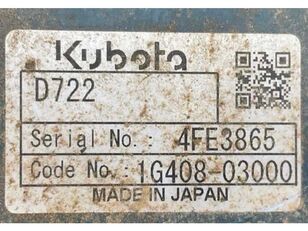 Kubota
D722
Serial No.: 4FE3865
Code No.: 1G408-03000
MADE IN JAPAN